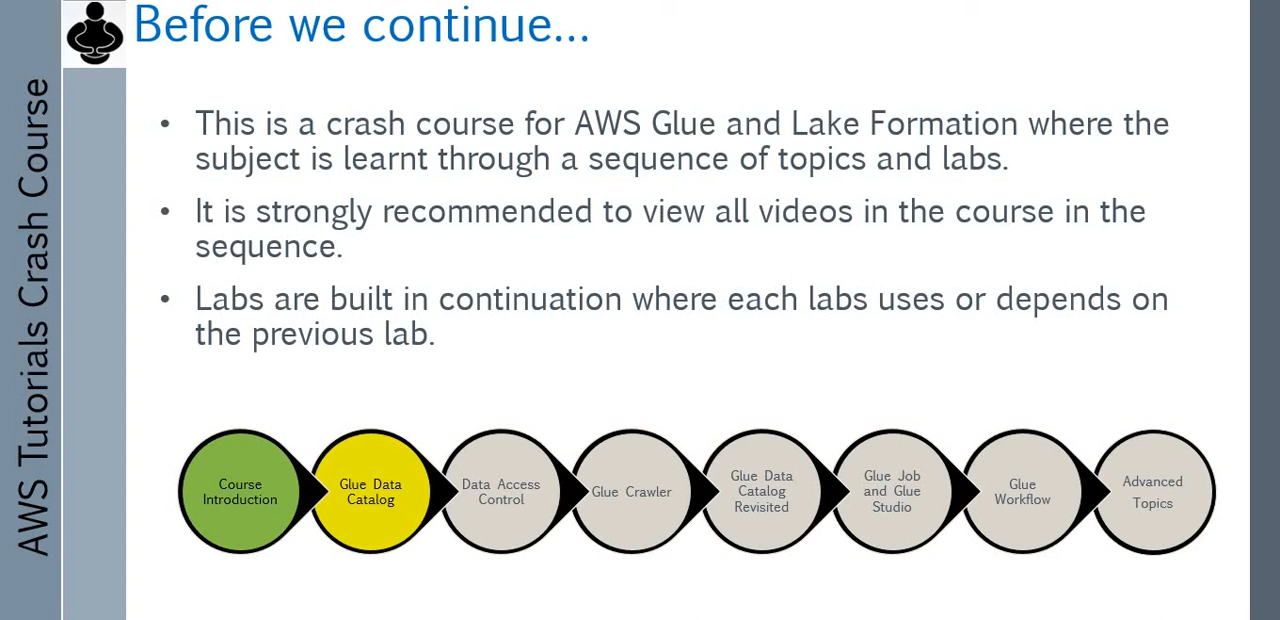 Before we continue...
AWS Tutorials Crash Course
• This is a crash course for AWS Glue and Lake Formation where the
subject is learnt through a sequence of topics and labs.
• It is strongly recommended to view all videos in the course in the
sequence.
• Labs are built in continuation where each labs uses or depends on
the previous lab.
Course
Introduction
Glue Data
Catalog
Data Access
Control
Glue Crawler
Glue Data
Catalog
Revisited
Glue Job
and Glue
Studio
Glue
Workflow
Advanced
Topics